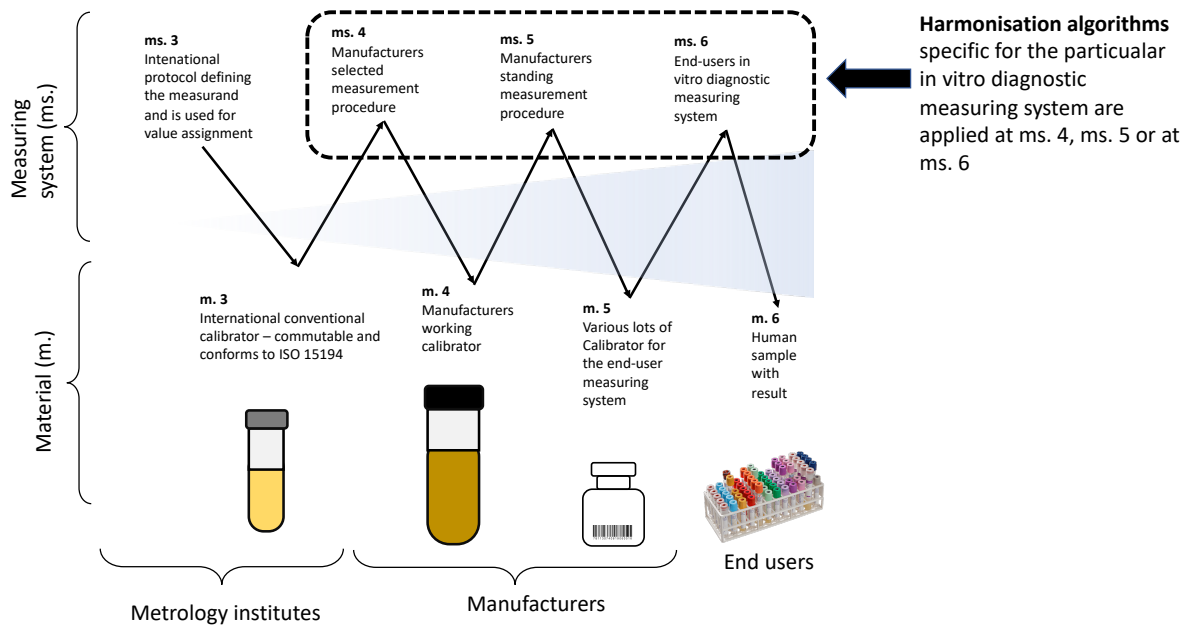 Measuring
system (ms.)
ms. 3
Intenational
protocol defining
the measurand
and is used for
value assignment
ms. 4
Manufacturers
selected
measurement
procedure
ms. 5
Manufacturers
standing
measurement
procedure
ms. 6
End-users in
vitro diagnostic
measuring
system
Harmonisation algorithms
specific for the particualar
in vitro diagnostic
measuring system are
applied at ms. 4, ms. 5 or at
ms. 6
Material (m.)
m. 3
International conventional
calibrator – commutable and
conforms to ISO 15194
m. 4
Manufacturers
working
calibrator
m. 5
Various lots of
Calibrator for
the end-user
measuring
system
m. 6
Human
sample
with
result
Metrology institutes
Manufacturers
End users